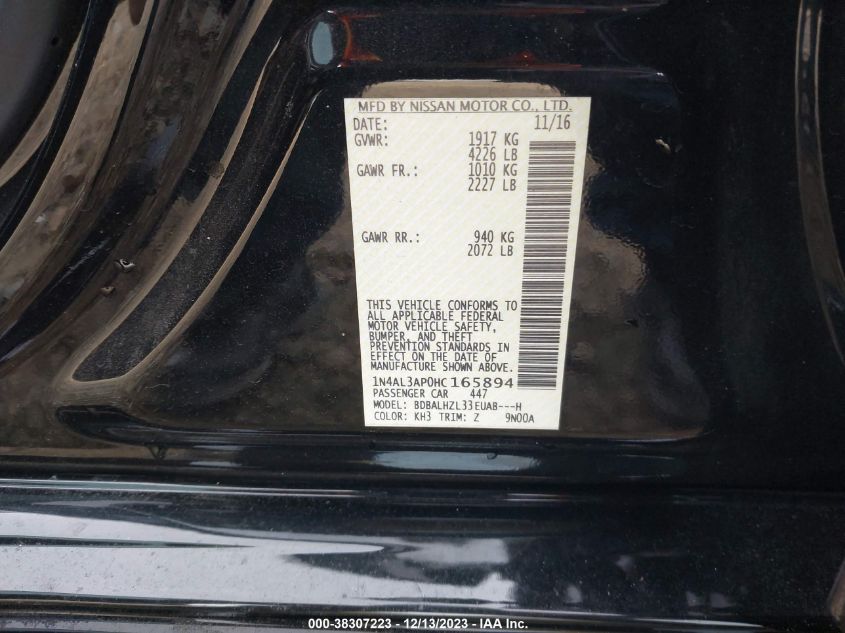 MFD BY NISSAN MOTOR CO., LTD.
DATE: 11/16
GVWR: 1917 KG
4226 LB
GAWR FR.: 1010 KG
2227 LB
GAWR RR.: 940 KG
2072 LB
THIS VEHICLE CONFORMS TO
ALL APPLICABLE FEDERAL
MOTOR VEHICLE SAFETY,
BUMPER, AND THEFT
PREVENTION STANDARDS IN
EFFECT ON THE DATE OF
MANUFACTURE SHOWN ABOVE.
1N4AL3AP0HC165894
PASSENGER CAR 447
MODEL: BDBALHZL33EUAB---H
COLOR: KH3 TRIM: Z 9N00A
000-38307223 - 12/13/2023 - IAA Inc.